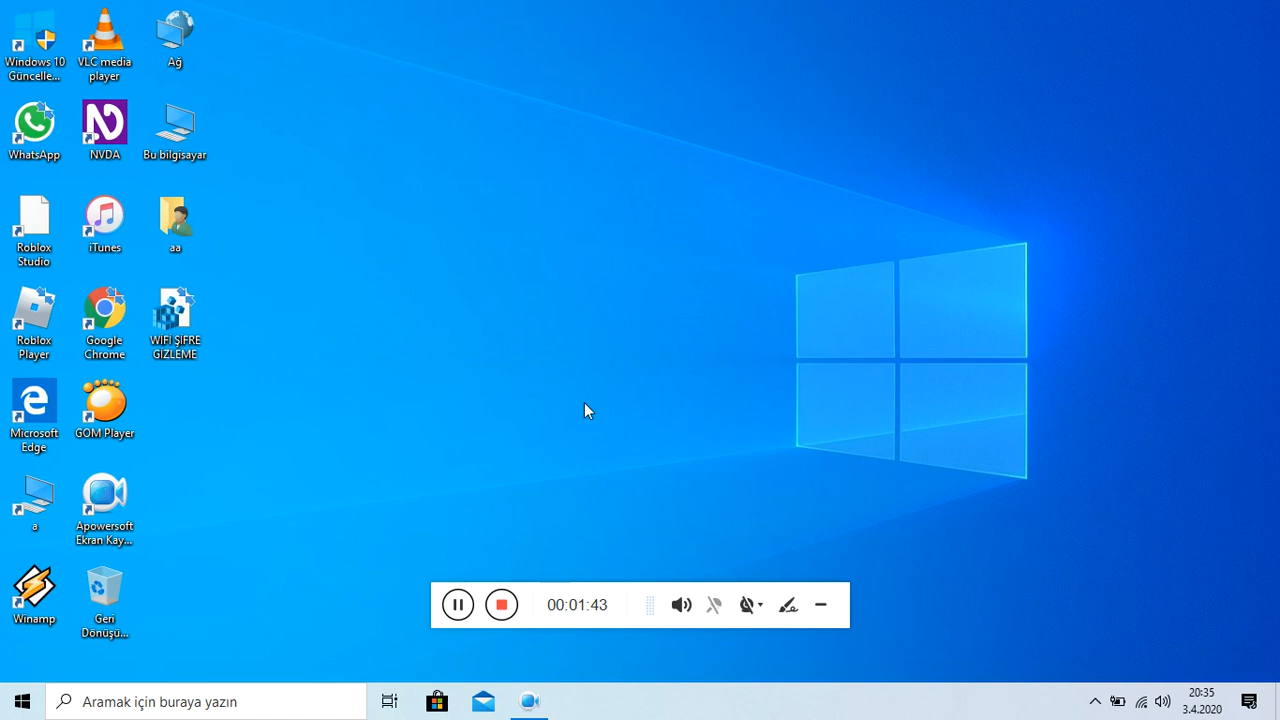 Windows 10
Güncelle...
VLC media
player
Ağ
WhatsApp
NVDA
Bu bilgisayar
Roblox
Studio
iTunes
aa
Roblox
Player
Google
Chrome
WIFI ŞİFRE
GİZLEME
Microsoft
Edge
GOM Player
a
Apowersoft
Ekran Kay...
Winamp
Geri
Dönüşü...
00:01:43
Aramak için buraya yazın
20:35
3.4.2020